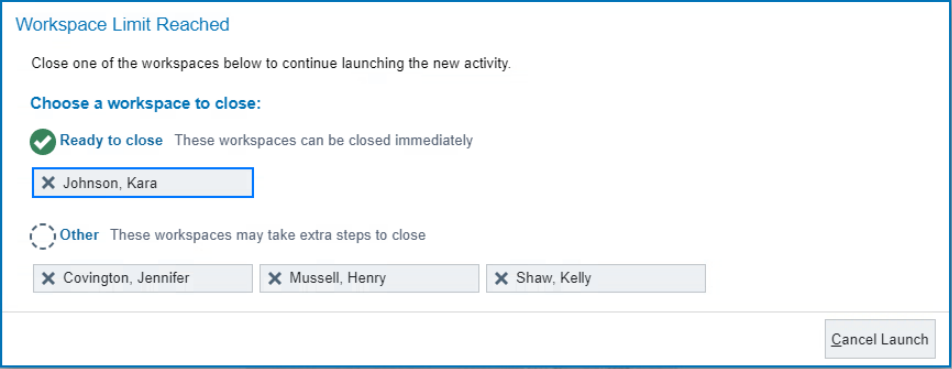 Workspace Limit Reached
Close one of the workspaces below to continue launching the new activity.
Choose a workspace to close:
Ready to close These workspaces can be closed immediately
Johnson, Kara
Other These workspaces may take extra steps to close
Covington, Jennifer Mussell, Henry Shaw, Kelly
Cancel Launch